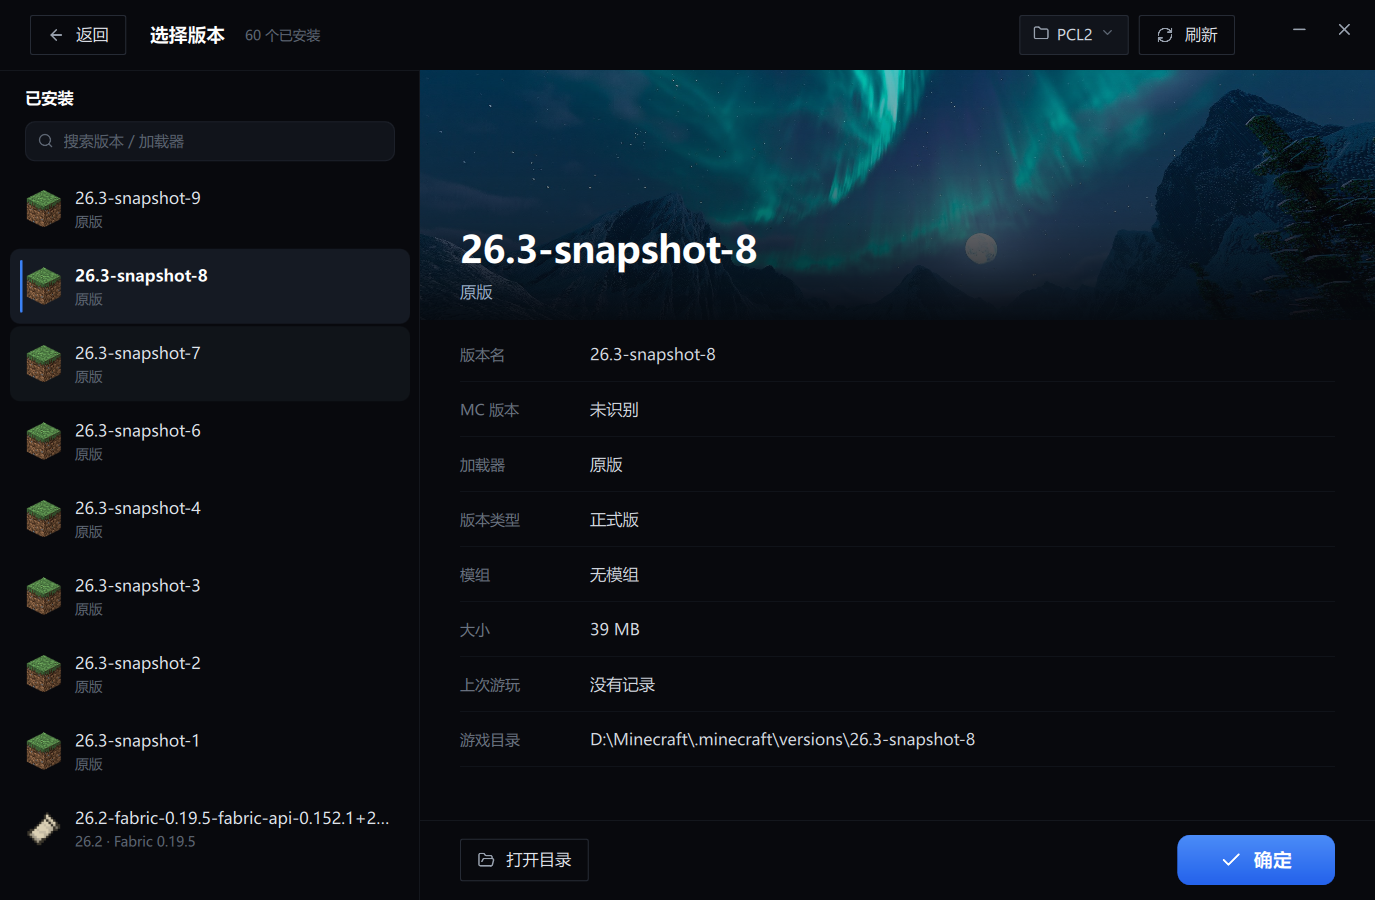 返回
选择版本
60 个已安装
PCL2
刷新
已安装
搜索版本 / 加载器
26.3-snapshot-9
原版
26.3-snapshot-8
原版
26.3-snapshot-7
原版
26.3-snapshot-6
原版
26.3-snapshot-4
原版
26.3-snapshot-3
原版
26.3-snapshot-2
原版
26.3-snapshot-1
原版
26.2-fabric-0.19.5-fabric-api-0.152.1+2...
26.2 · Fabric 0.19.5
26.3-snapshot-8
原版
版本名 26.3-snapshot-8
MC 版本 未识别
加载器 原版
版本类型 正式版
模组 无模组
大小 39 MB
上次游玩 没有记录
游戏目录 D:\Minecraft\.minecraft\versions\26.3-snapshot-8
打开目录
确定